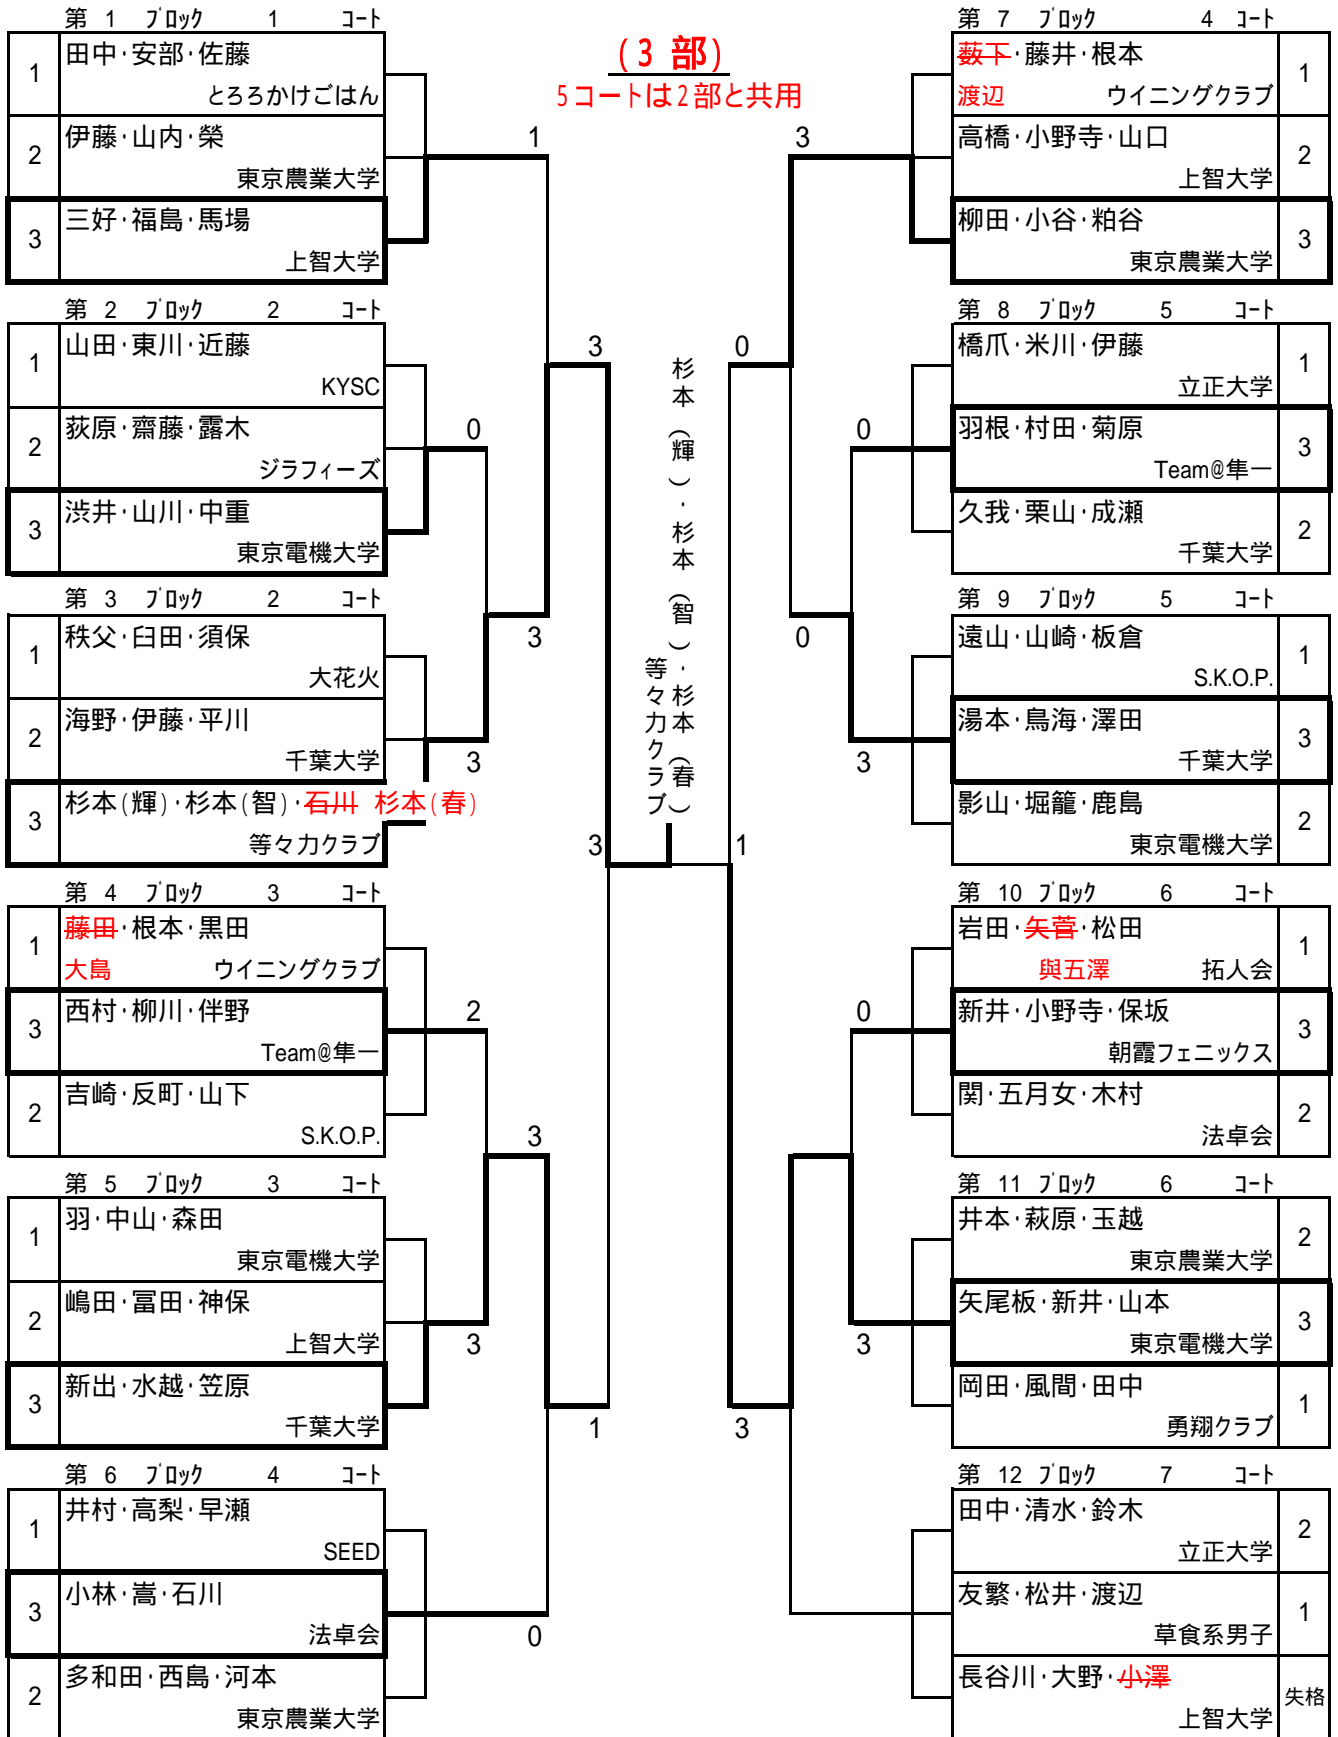 (3 部)
5コートは2部と共用
第 1 ブロック 1 コート
1 田中・安部・佐藤
とろろかけごはん
2 伊藤・山内・榮
東京農業大学
3 三好・福島・馬場
上智大学
第 2 ブロック 2 コート
1 山田・東川・近藤
KYSC
2 荻原・齋藤・露木
ジラフィーズ
3 渋井・山川・中重
東京電機大学
第 3 ブロック 2 コート
1 秩父・臼田・須保
大花火
2 海野・伊藤・平川
千葉大学
3 杉本(輝)・杉本(智)・石川 杉本(春)
等々力クラブ
第 4 ブロック 3 コート
1 藤田・根本・黒田
大島 ウイニングクラブ
3 西村・柳川・伴野
Team@隼一
2 吉崎・反町・山下
S.K.O.P.
第 5 ブロック 3 コート
1 羽・中山・森田
東京電機大学
2 嶋田・冨田・神保
上智大学
3 新出・水越・笠原
千葉大学
第 6 ブロック 4 コート
1 井村・高梨・早瀬
SEED
3 小林・嵩・石川
法卓会
2 多和田・西島・河本
東京農業大学
1
0
3
3
3
2
3
3
0
1
3
3
杉本(輝)・杉本(智)・杉本(春)
等々力クラブ
0
1
3
3
0
0
3
0
3
第 7 ブロック 4 コート
藪下・藤井・根本 1
渡辺 ウイニングクラブ
高橋・小野寺・山口 2
上智大学
柳田・小谷・粕谷 3
東京農業大学
第 8 ブロック 5 コート
橋爪・米川・伊藤 1
立正大学
羽根・村田・菊原 3
Team@隼一
久我・栗山・成瀬 2
千葉大学
第 9 ブロック 5 コート
遠山・山崎・板倉 1
S.K.O.P.
湯本・鳥海・澤田 3
千葉大学
影山・堀籠・鹿島 2
東京電機大学
第 10 ブロック 6 コート
岩田・矢菅・松田 1
與五澤 拓人会
新井・小野寺・保坂 3
朝霞フェニックス
関・五月女・木村 2
法卓会
第 11 ブロック 6 コート
井本・萩原・玉越 2
東京農業大学
矢尾板・新井・山本 3
東京電機大学
岡田・風間・田中 1
勇翔クラブ
第 12 ブロック 7 コート
田中・清水・鈴木 2
立正大学
友繁・松井・渡辺 1
草食系男子
長谷川・大野・小澤 失格
上智大学